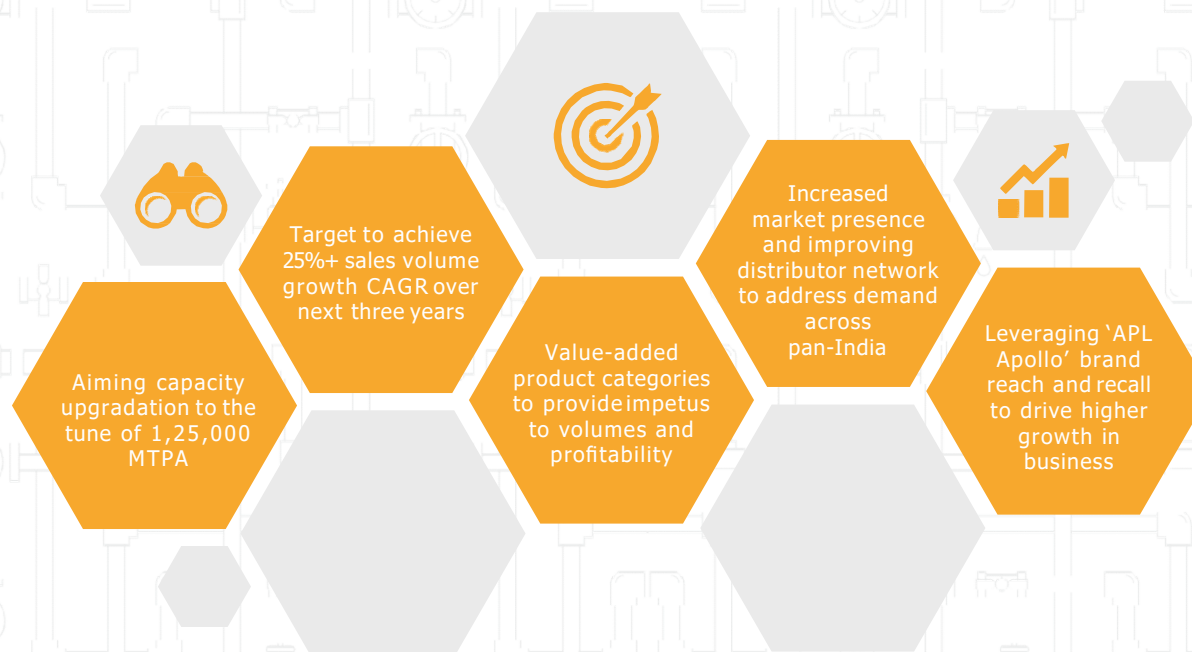 Aiming capacity
upgradation to the
tune of 1,25,000
MTPA
Target to achieve
25%+ sales volume
growth CAGR over
next three years
Value-added
product categories
to provide impetus
to volumes and
profitability
Increased
market presence
and improving
distributor network
to address demand
across
pan-India
Leveraging ‘APL
Apollo’ brand
reach and recall
to drive higher
growth in
business